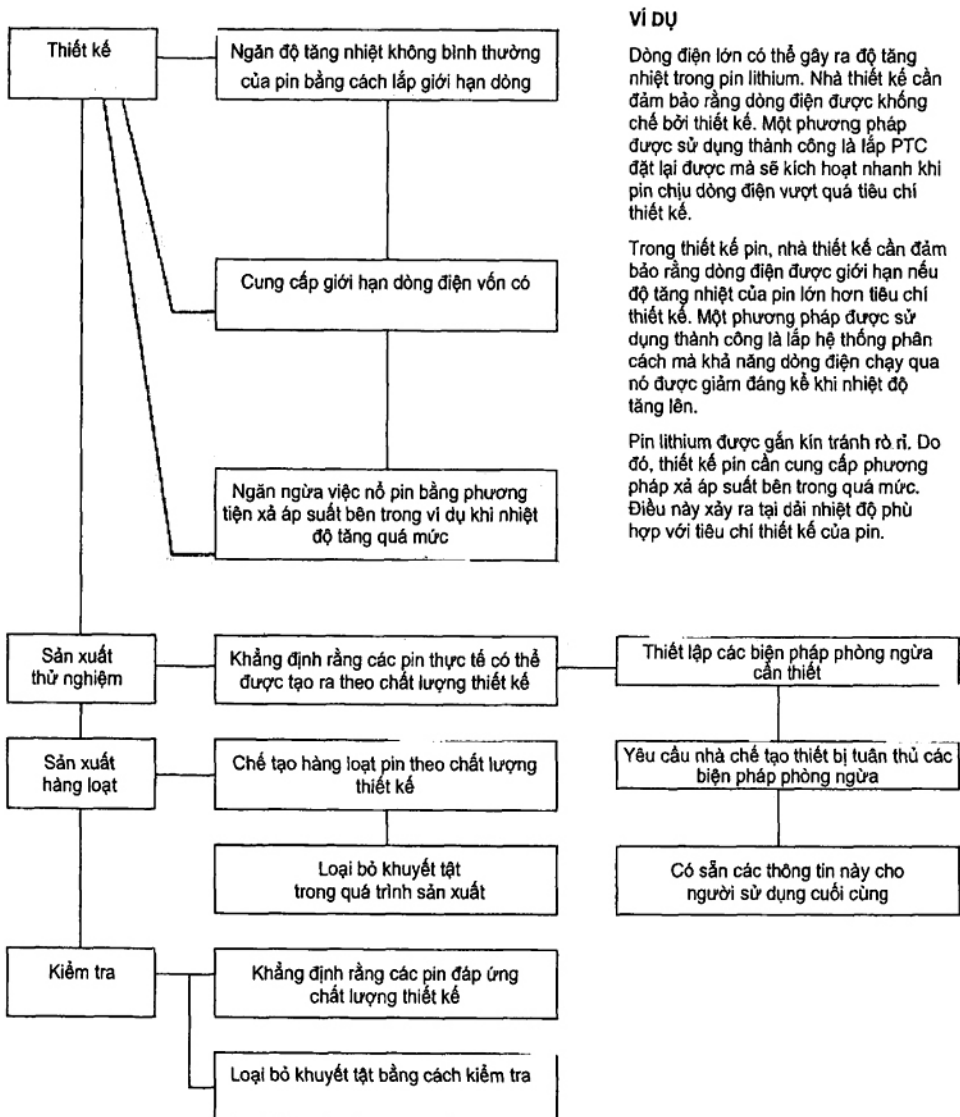 Thiết kế
Ngăn độ tăng nhiệt không bình thường
của pin bằng cách lắp giới hạn dòng
Cung cấp giới hạn dòng điện vốn có
Ngăn ngừa việc nổ pin bằng phương
tiện xả áp suất bên trong ví dụ khi nhiệt
độ tăng quá mức
VÍ DỤ
Dòng điện lớn có thể gây ra độ tăng
nhiệt trong pin lithium. Nhà thiết kế cần
đảm bảo rằng dòng điện được khống
chế bởi thiết kế. Một phương pháp
được sử dụng thành công là lắp PTC
đặt lại được mà sẽ kích hoạt nhanh khi
pin chịu dòng điện vượt quá tiêu chí
thiết kế.
Trong thiết kế pin, nhà thiết kế cần đảm
bảo rằng dòng điện được giới hạn nếu
độ tăng nhiệt của pin lớn hơn tiêu chí
thiết kế. Một phương pháp được sử
dụng thành công là lắp hệ thống phân
cách mà khả năng dòng điện chạy qua
nó được giảm đáng kể khi nhiệt độ
tăng lên.
Pin lithium được gắn kín tránh rò rỉ. Do
đó, thiết kế pin cần cung cấp phương
pháp xả áp suất bên trong quá mức.
Điều này xảy ra tại dải nhiệt độ phù
hợp với tiêu chí thiết kế của pin.
Sản xuất
thử nghiệm
Khẳng định rằng các pin thực tế có thể
được tạo ra theo chất lượng thiết kế
Thiết lập các biện pháp phòng ngừa
cần thiết
Sản xuất
hàng loạt
Chế tạo hàng loạt pin theo chất lượng
thiết kế
Yêu cầu nhà chế tạo thiết bị tuân thủ các
biện pháp phòng ngừa
Loại bỏ khuyết tật
trong quá trình sản xuất
Có sẵn các thông tin này cho
người sử dụng cuối cùng
Kiểm tra
Khẳng định rằng các pin đáp ứng
chất lượng thiết kế
Loại bỏ khuyết tật bằng cách kiểm tra